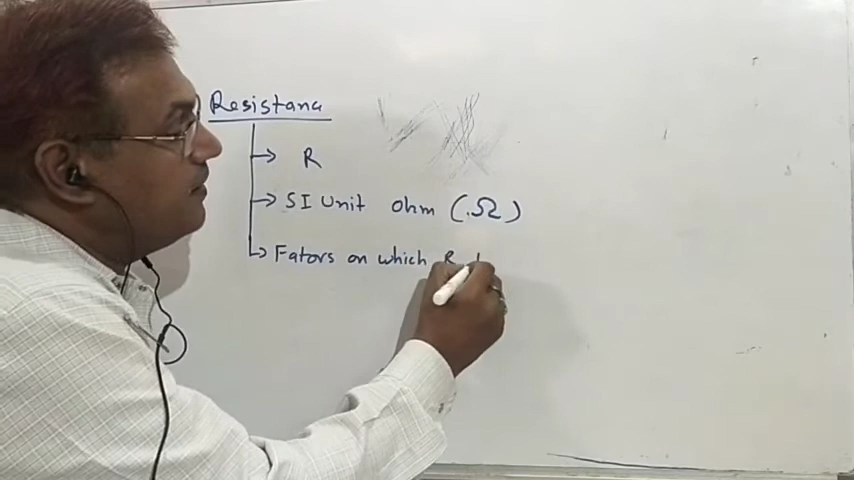 Resistana
R
SI Unit ohm (Ω)
Fators on which R